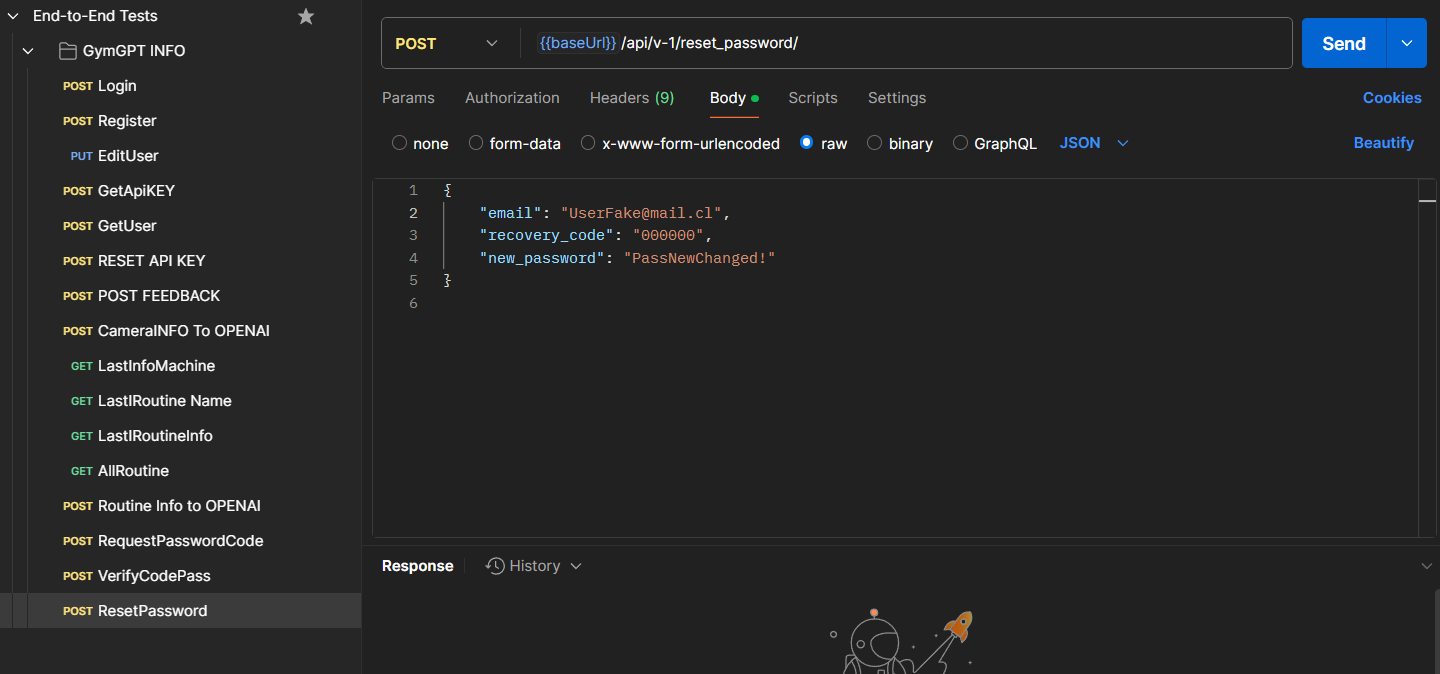 End-to-End Tests
GymGPT INFO
POST Login
POST Register
PUT EditUser
POST GetApiKEY
POST GetUser
POST RESET API KEY
POST POST FEEDBACK
POST CameraINFO To OPENAI
GET LastInfoMachine
GET LastIRoutine Name
GET LastIRoutineInfo
GET AllRoutine
POST Routine Info to OPENAI
POST RequestPasswordCode
POST VerifyCodePass
POST ResetPassword
POST {{baseUrl}} /api/v-1/reset_password/ Send
Params Authorization Headers (9) Body Scripts Settings Cookies
none form-data x-www-form-urlencoded raw binary GraphQL JSON Beautify
1 {
2 "email": "UserFake@mail.cl",
3 "recovery_code": "000000",
4 "new_password": "PassNewChanged!"
5 }
6
Response History